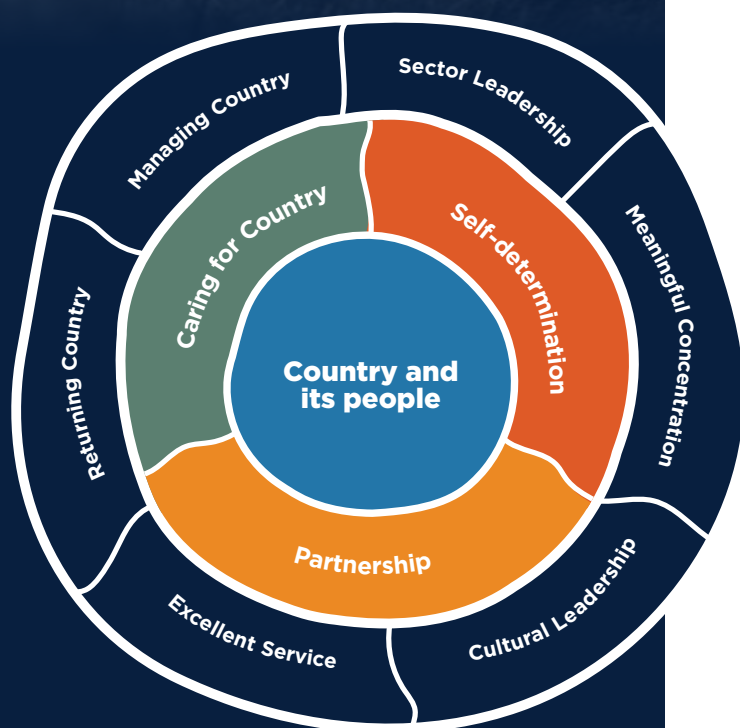 Managing Country
Sector Leadership
Meaningful Concentration
Cultural Leadership
Excellent Service
Returning Country
Caring for Country
Self-determination
Partnership
Country and
its people